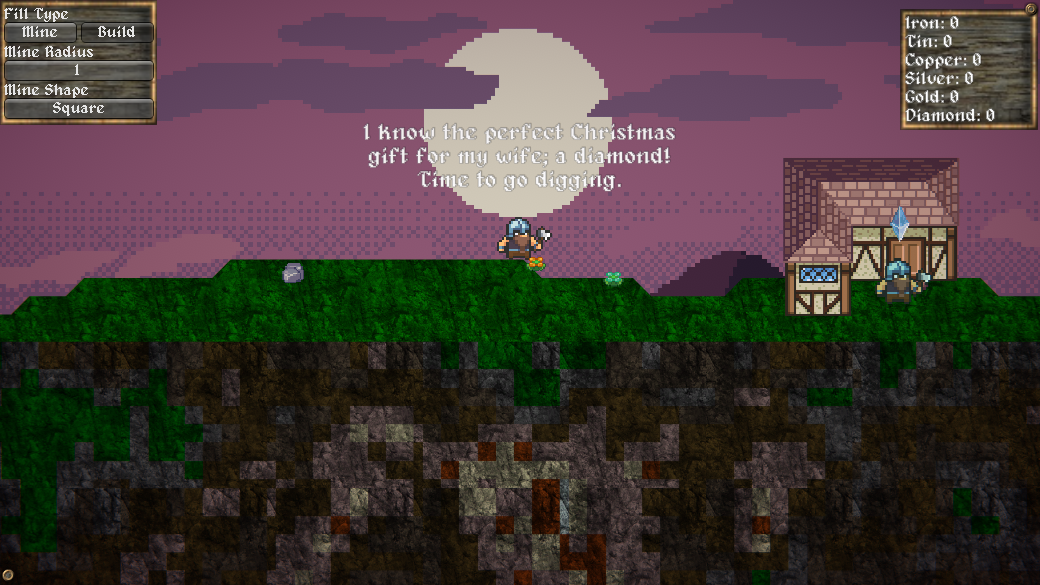 Fill Type
Mine Build
Mine Radius
1
Mine Shape
Square
I know the perfect Christmas
gift for my wife; a diamond!
Time to go digging.
Iron: 0
Tin: 0
Copper: 0
Silver: 0
Gold: 0
Diamond: 0